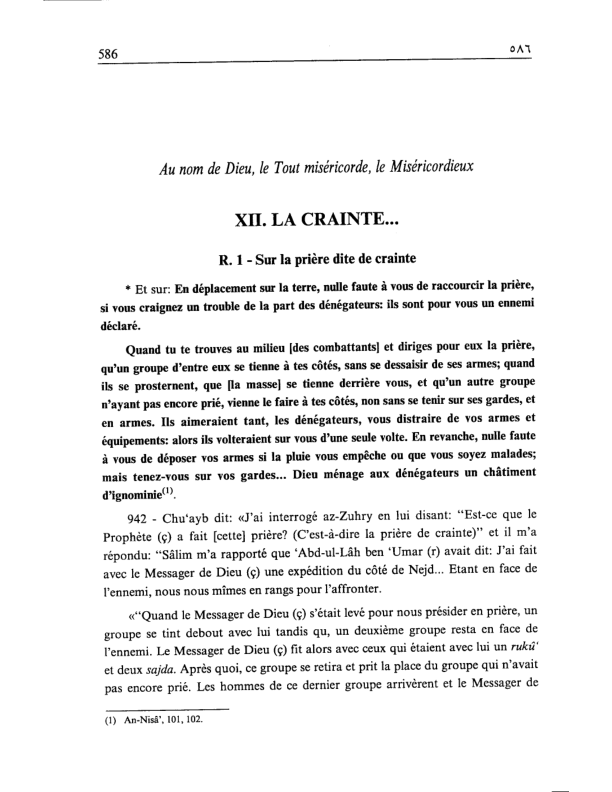 586
٥٨٦
Au nom de Dieu, le Tout miséricorde, le Miséricordieux
XII. LA CRAINTE...
R. 1 - Sur la prière dite de crainte
* Et sur: En déplacement sur la terre, nulle faute à vous de raccourcir la prière,
si vous craignez un trouble de la part des dénégateurs: ils sont pour vous un ennemi
déclaré.
Quand tu te trouves au milieu [des combattants] et diriges pour eux la prière,
qu'un groupe d'entre eux se tienne à tes côtés, sans se dessaisir de ses armes; quand
ils se prosternent, que [la masse] se tienne derrière vous, et qu'un autre groupe
n'ayant pas encore prié, vienne le faire à tes côtés, non sans se tenir sur ses gardes, et
en armes. Ils aimeraient tant, les dénégateurs, vous distraire de vos armes et
équipements: alors ils volteraient sur vous d'une seule volte. En revanche, nulle faute
à vous de déposer vos armes si la pluie vous empêche ou que vous soyez malades;
mais tenez-vous sur vos gardes... Dieu ménage aux dénégateurs un châtiment
d'ignominie(1).
942 - Chu'ayb dit: «J'ai interrogé az-Zuhry en lui disant: "Est-ce que le
Prophète (ç) a fait [cette] prière? (C'est-à-dire la prière de crainte)" et il m'a
répondu: "Sâlim m'a rapporté que 'Abd-ul-Lâh ben 'Umar (r) avait dit: J'ai fait
avec le Messager de Dieu (ç) une expédition du côté de Nejd... Etant en face de
l'ennemi, nous nous mîmes en rangs pour l'affronter.
«"Quand le Messager de Dieu (ç) s'était levé pour nous présider en prière, un
groupe se tint debout avec lui tandis qu, un deuxième groupe resta en face de
l'ennemi. Le Messager de Dieu (ç) fit alors avec ceux qui étaient avec lui un rukû'
et deux sajda. Après quoi, ce groupe se retira et prit la place du groupe qui n'avait
pas encore prié. Les hommes de ce dernier groupe arrivèrent et le Messager de
(1) An-Nisâ', 101, 102.